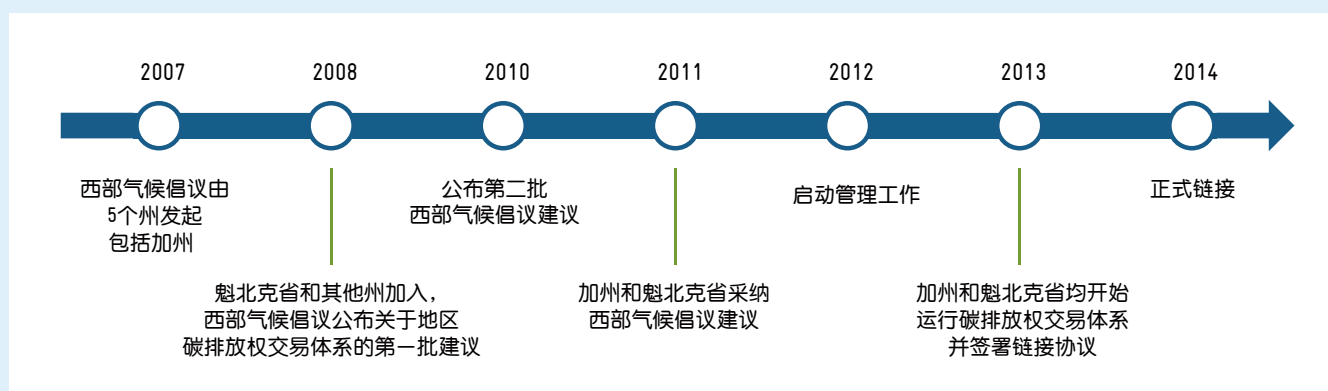 2007
2008
2010
2011
2012
2013
2014
西部气候倡议由
5个州发起
包括加州
魁北克省和其他州加入，
西部气候倡议公布关于地区
碳排放权交易体系的第一批建议
公布第二批
西部气候倡议建议
加州和魁北克省采纳
西部气候倡议建议
启动管理工作
加州和魁北克省均开始
运行碳排放权交易体系
并签署链接协议
正式链接